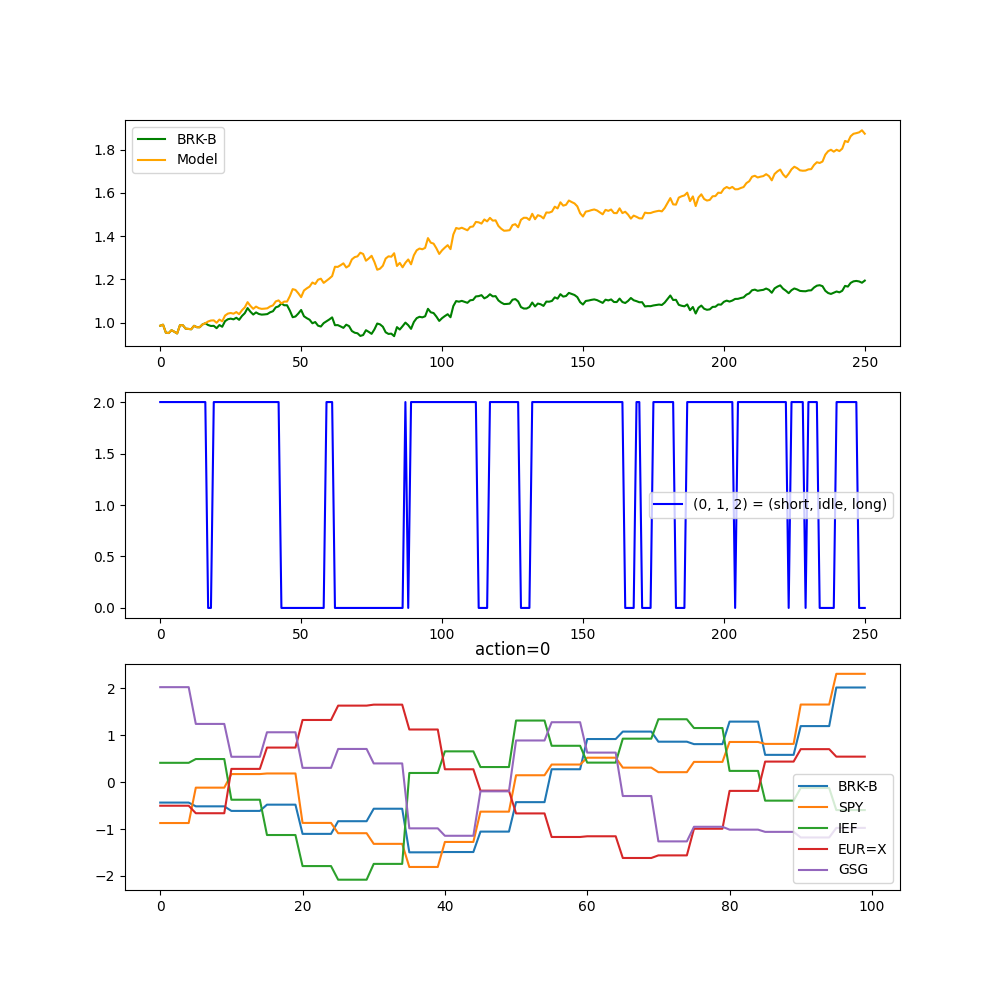 BRK-B
Model
1.8
1.6
1.4
1.2
1.0
0 50 100 150 200 250
2.0
1.5
1.0
0.5
0.0
(0, 1, 2) = (short, idle, long)
0 50 100 150 200 250
action=0
2
1
0
−1
−2
BRK-B
SPY
IEF
EUR=X
GSG
0 20 40 60 80 100